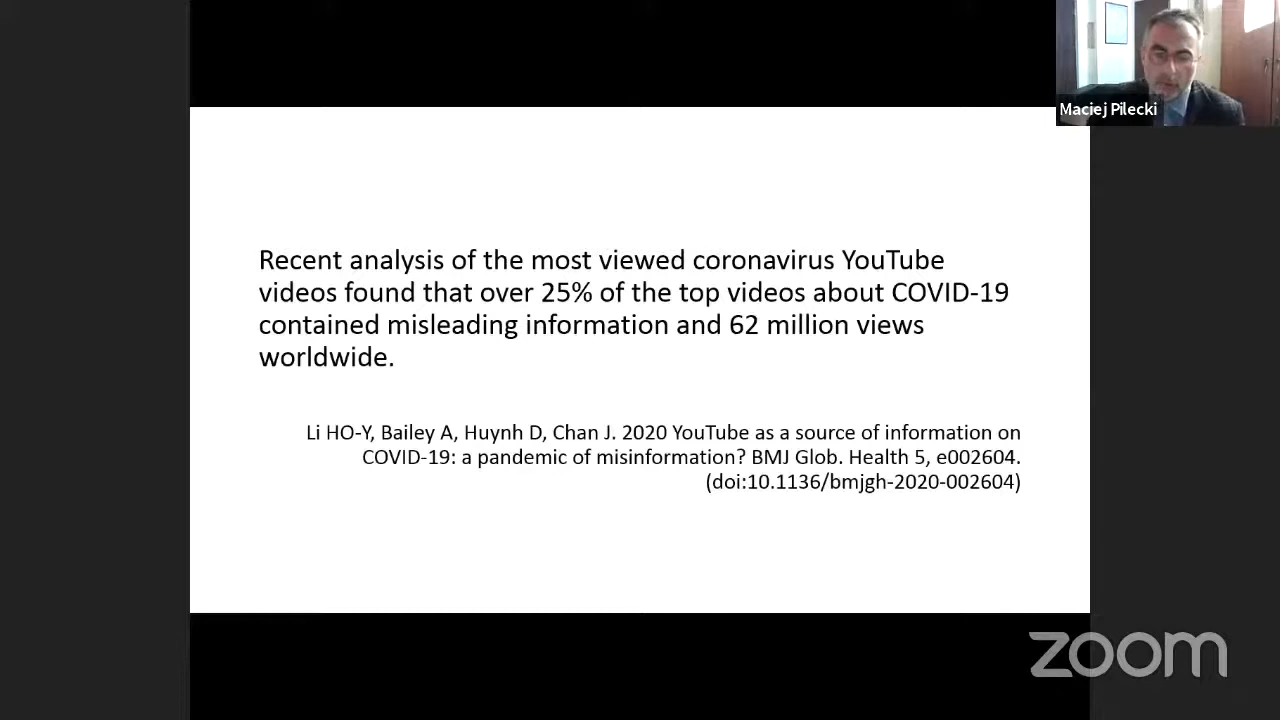 Maciej Pilecki
Recent analysis of the most viewed coronavirus YouTube
videos found that over 25% of the top videos about COVID-19
contained misleading information and 62 million views
worldwide.
Li HO-Y, Bailey A, Huynh D, Chan J. 2020 YouTube as a source of information on
COVID-19: a pandemic of misinformation? BMJ Glob. Health 5, e002604.
(doi:10.1136/bmjgh-2020-002604)
zoom